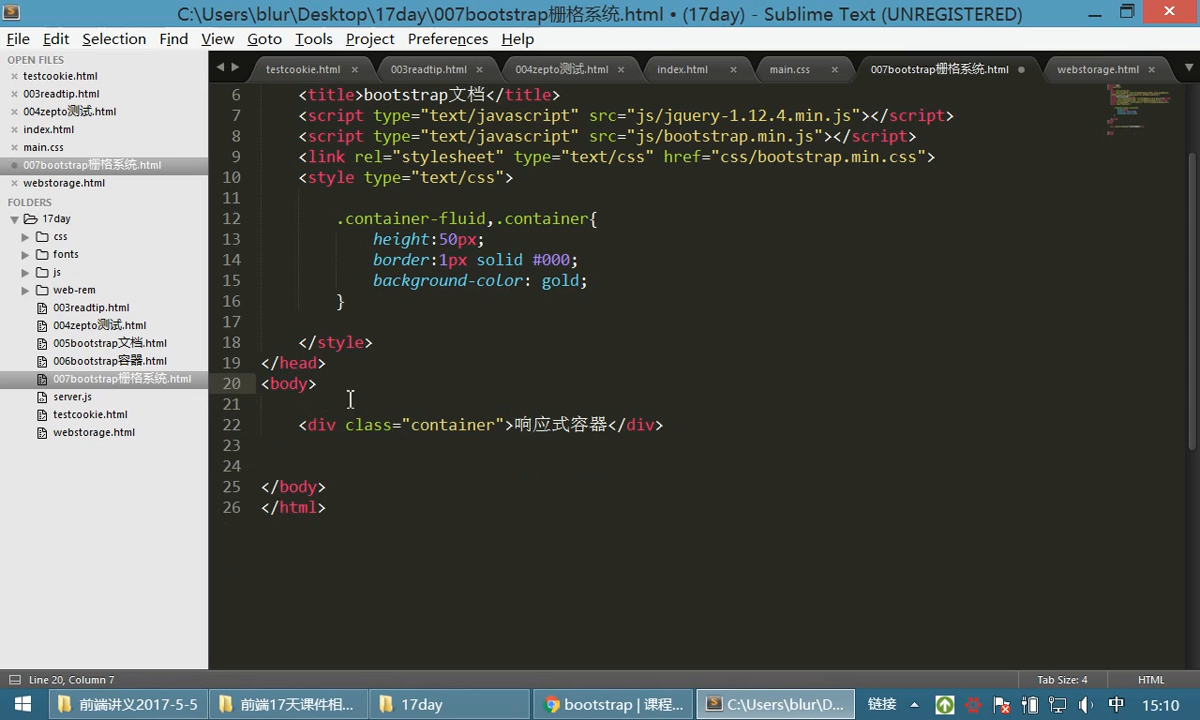 C:\Users\blur\Desktop\17day\007bootstrap栅格系统.html • (17day) - Sublime Text (UNREGISTERED)
File Edit Selection Find View Goto Tools Project Preferences Help
OPEN FILES
testcookie.html
003readtip.html
004zepto测试.html
index.html
main.css
007bootstrap栅格系统.html
webstorage.html
FOLDERS
17day
css
fonts
js
web-rem
003readtip.html
004zepto测试.html
005bootstrap文档.html
006bootstrap容器.html
007bootstrap栅格系统.html
server.js
testcookie.html
webstorage.html
testcookie.html 003readtip.html 004zepto测试.html index.html main.css 007bootstrap栅格系统.html webstorage.html
6 <title>bootstrap文档</title>
7 <script type="text/javascript" src="js/jquery-1.12.4.min.js"></script>
8 <script type="text/javascript" src="js/bootstrap.min.js"></script>
9 <link rel="stylesheet" type="text/css" href="css/bootstrap.min.css">
10 <style type="text/css">
11
12 .container-fluid,.container{
13 height:50px;
14 border:1px solid #000;
15 background-color: gold;
16 }
17
18 </style>
19 </head>
20 <body>
21
22 <div class="container">响应式容器</div>
23
24
25 </body>
26 </html>
Line 20, Column 7 Tab Size: 4 HTML
前端讲义2017-5-5 前端17天课件相... 17day bootstrap | 课程... C:\Users\blur\D... 链接 中 15:10